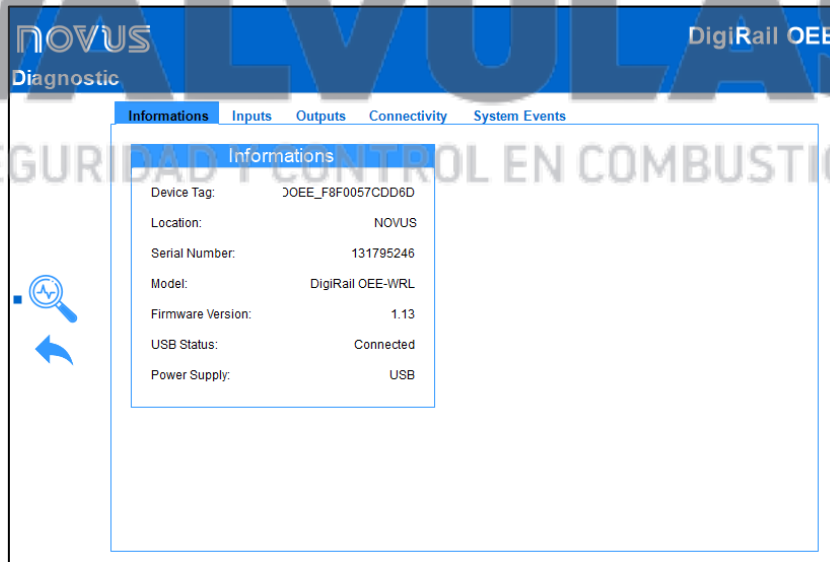 novus
DigiRail OEE
Diagnostic
Informations Inputs Outputs Connectivity System Events
Informations
Device Tag: OEE_F8F0057CDD6D
Location: NOVUS
Serial Number: 131795246
Model: DigiRail OEE-WRL
Firmware Version: 1.13
USB Status: Connected
Power Supply: USB
ALVULAS
SEGURIDAD Y CONTROL EN COMBUSTIO